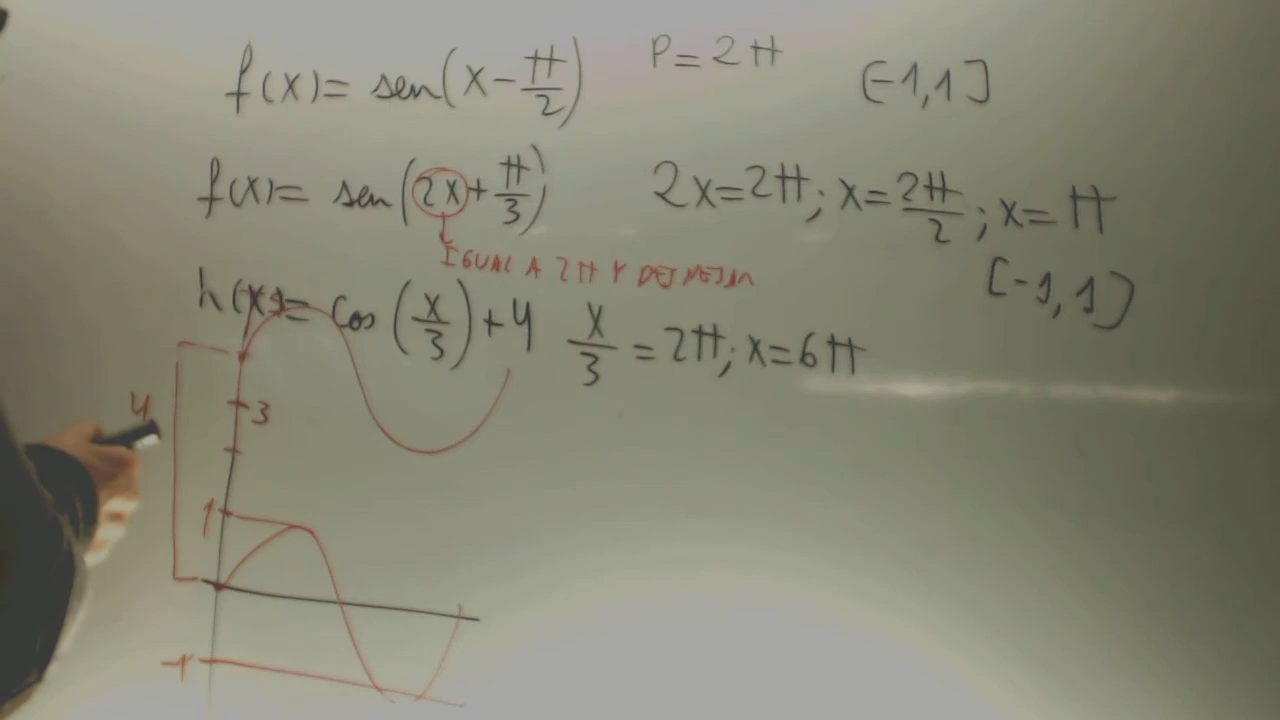 f(x)= sen(x-π/2) P=2π [-1,1]
f(x)= sen(2x+π/3) 2x=2π; x=2π/2; x=π
IGUAL A 2π Y DESPEJAR
[-1,1]
h(x)= cos(x/3)+4 x/3=2π; x=6π
4
3
1
-1